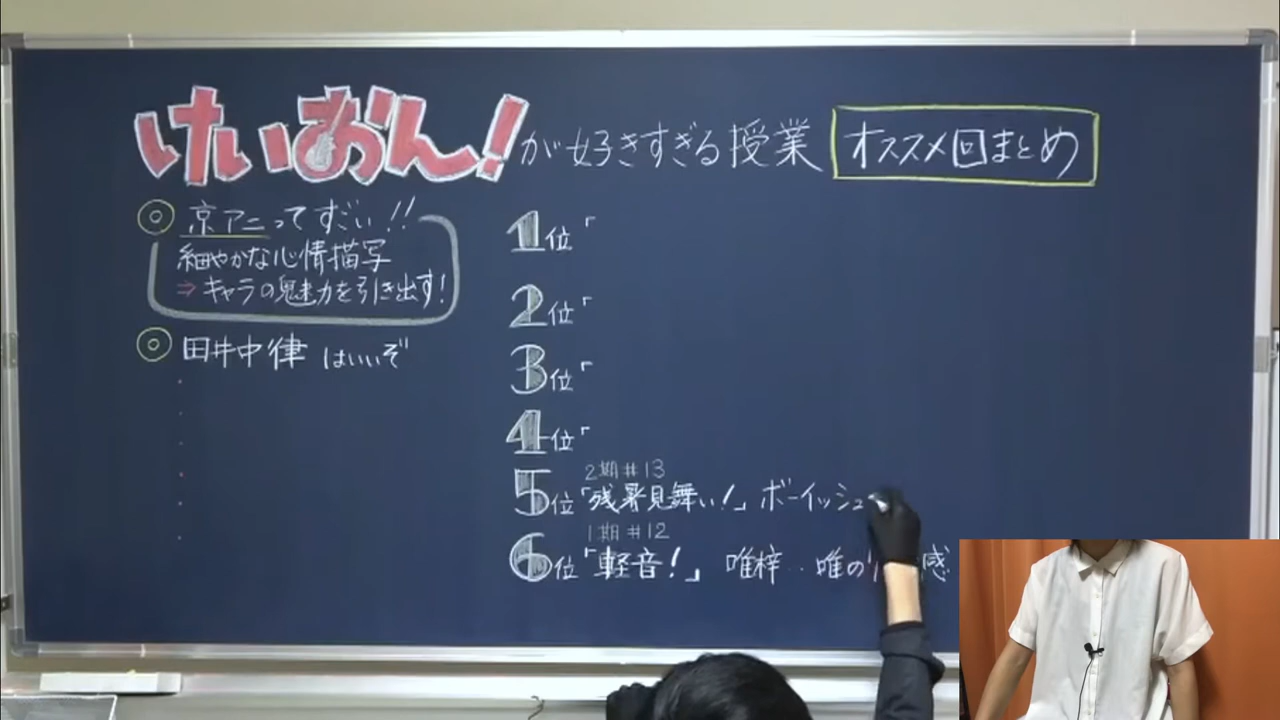 けいおん!が好きすぎる授業 オススメ回まとめ
◎ 京アニってすごい!!
細やかな心情描写
⇒キャラの魅力を引き出す!
◎ 田井中律 はいいぞ
1位「
2位「
3位「
4位「
2期#13
5位「残暑見舞い!」ボーイッシュ
1期#12
6位「軽音!」 唯梓‥唯の 感